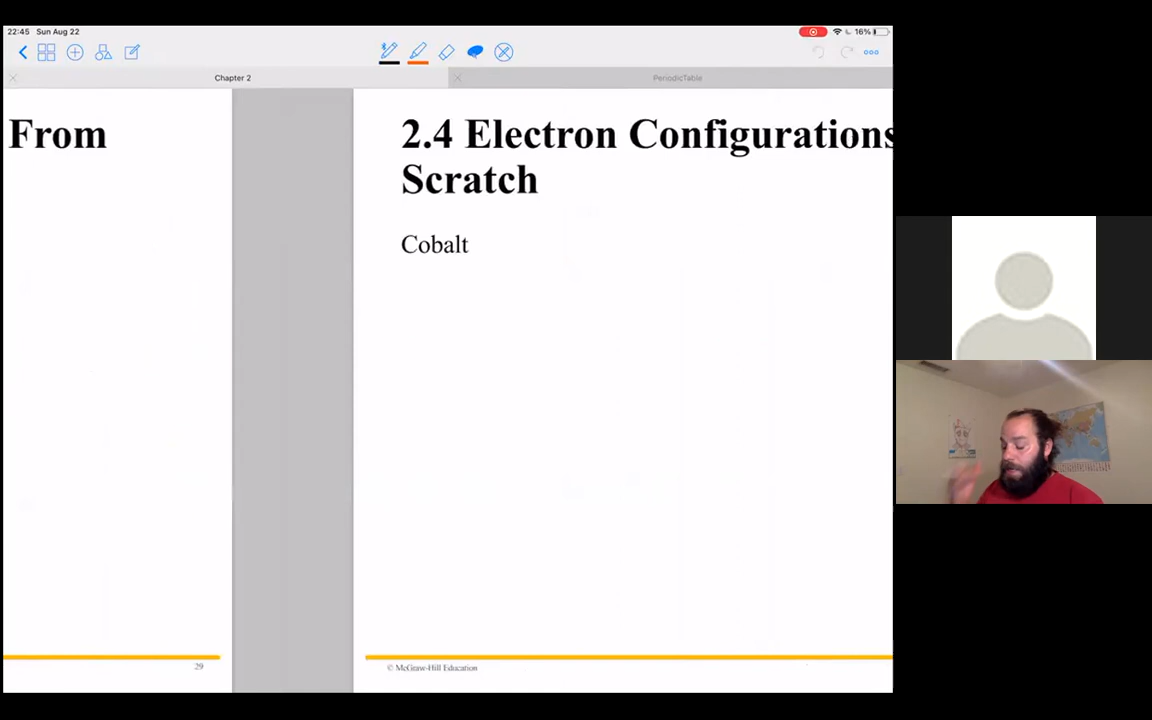 22:45 Sun Aug 22
16%
Chapter 2
PeriodicTable
From
2.4 Electron Configurations
Scratch
Cobalt
29
© McGraw-Hill Education